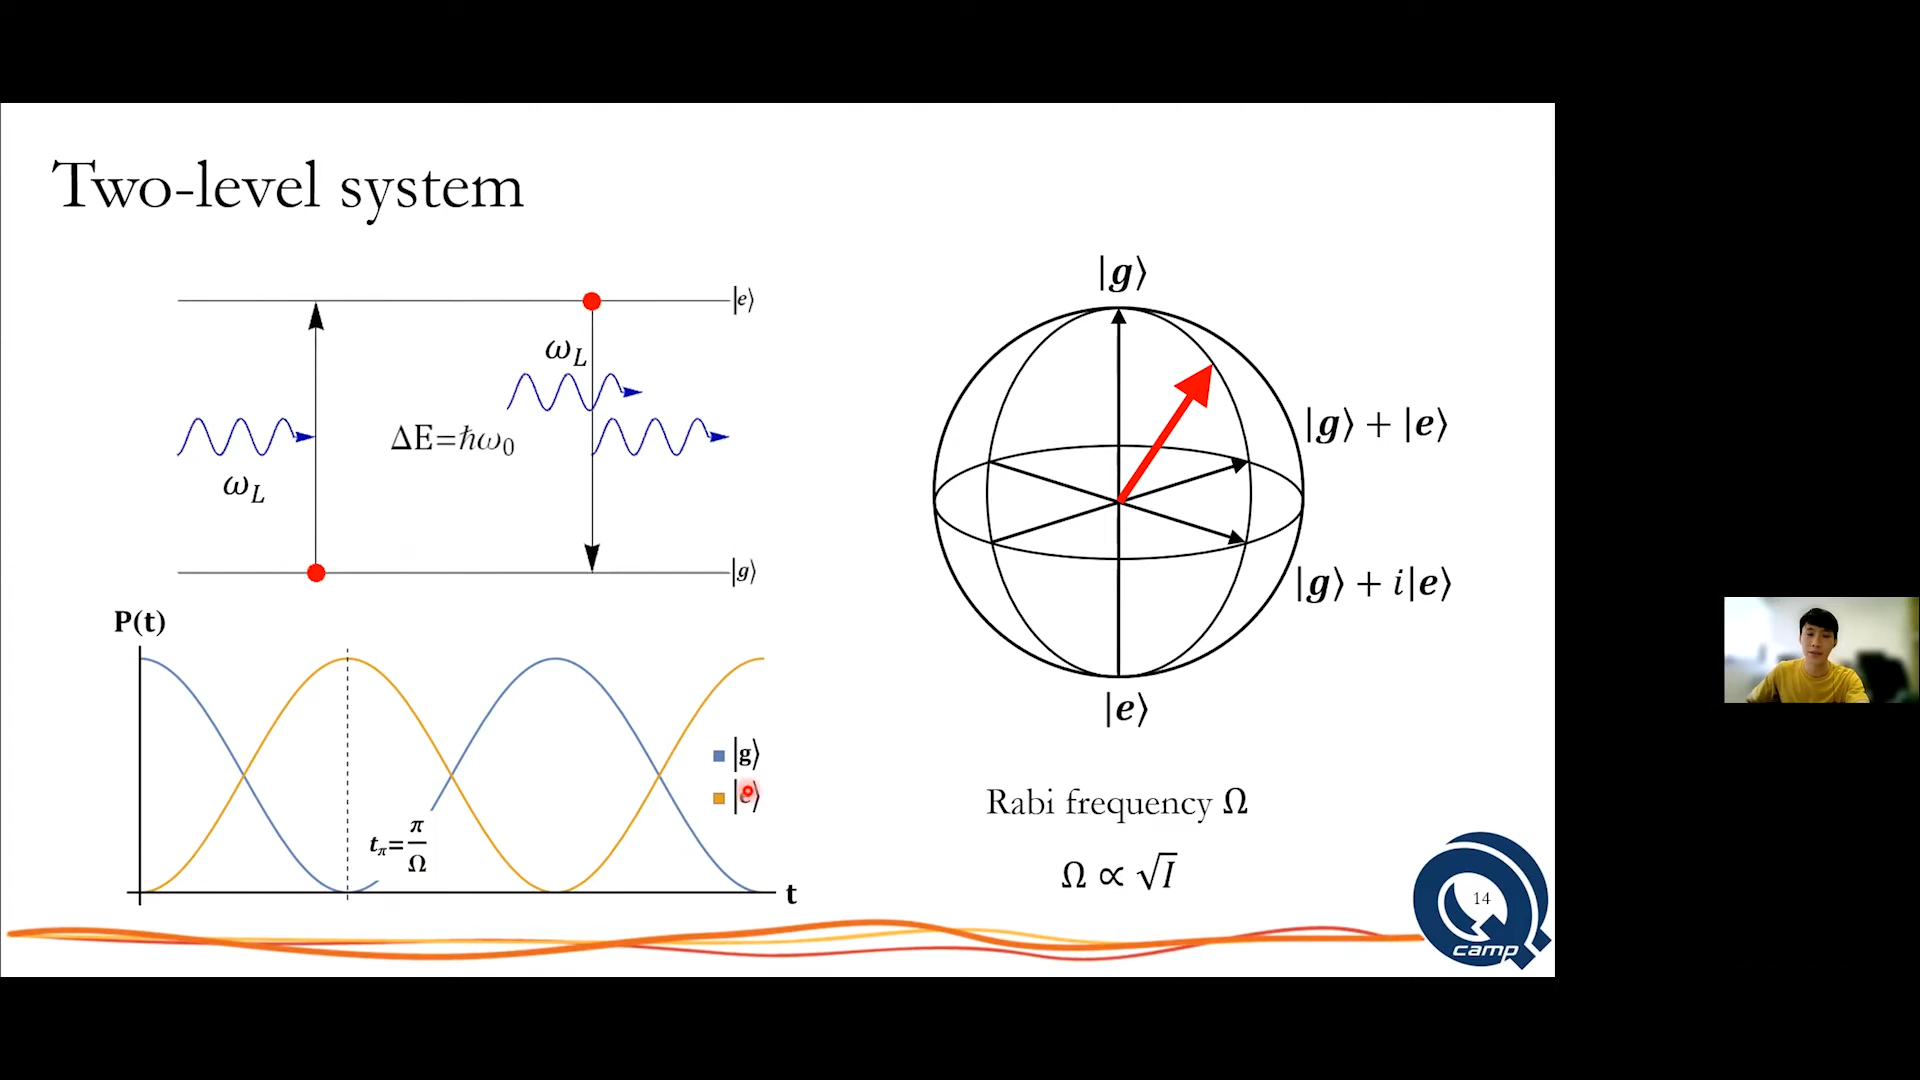 Two-level system
|e⟩
ω_L
ω_L
ΔE=ℏω₀
|g⟩
P(t)
|g⟩
|e⟩
t_π=π/Ω
t
|g⟩
|g⟩ + |e⟩
|g⟩ + i|e⟩
|e⟩
Rabi frequency Ω
Ω ∝ √I
14
camp